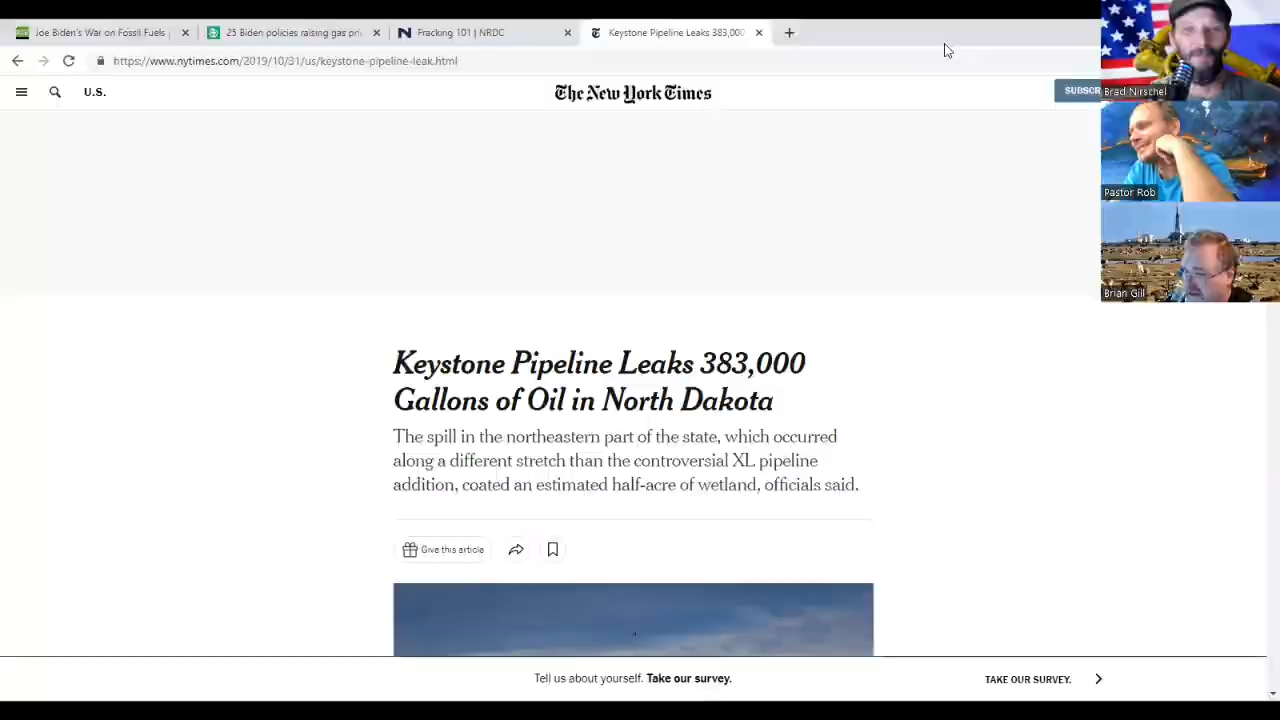 Joe Biden's War on Fossil Fuels
25 Biden policies raising gas pri
Fracking 101 | NRDC
Keystone Pipeline Leaks 383,000
https://www.nytimes.com/2019/10/31/us/keystone-pipeline-leak.html
U.S.
The New York Times
SUBSCR
Brad Nirschel
Pastor Rob
Brian Gill
Keystone Pipeline Leaks 383,000
Gallons of Oil in North Dakota
The spill in the northeastern part of the state, which occurred
along a different stretch than the controversial XL pipeline
addition, coated an estimated half-acre of wetland, officials said.
Give this article
Tell us about yourself. Take our survey.
TAKE OUR SURVEY.